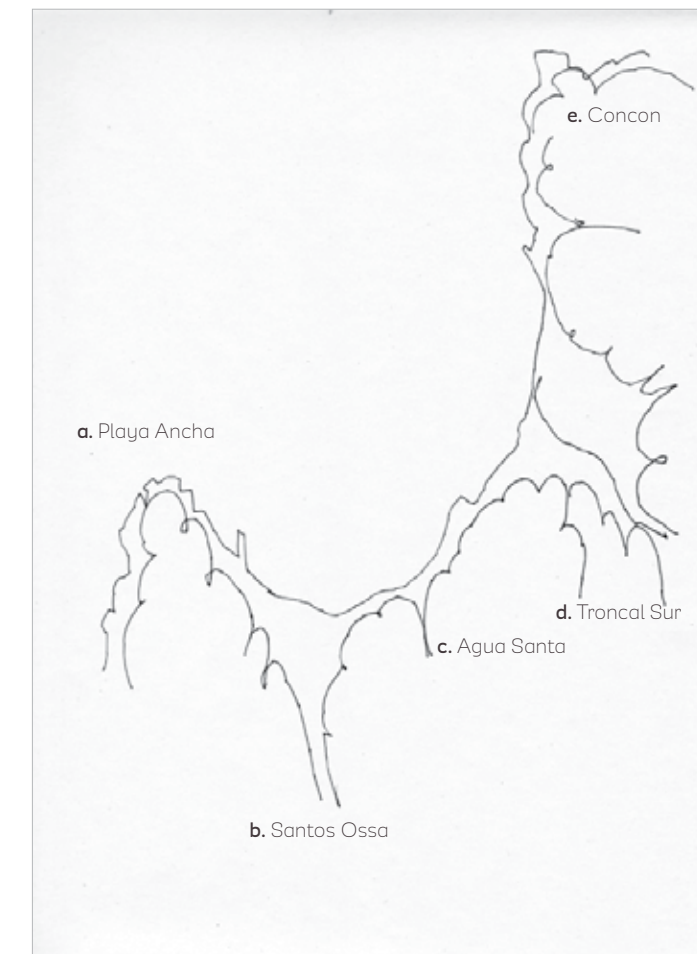 e. Concon
a. Playa Ancha
d. Troncal Sur
c. Agua Santa
b. Santos Ossa